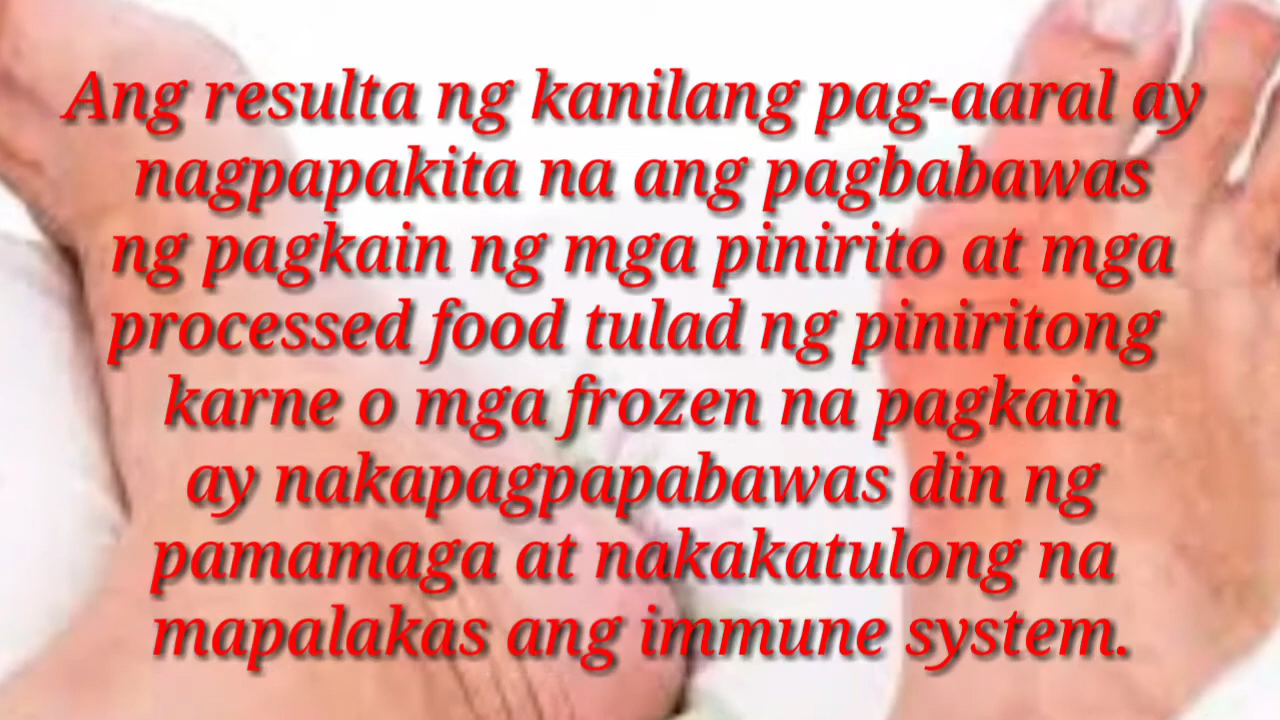 Ang resulta ng kanilang pag-aaral ay
nagpapakita na ang pagbabawas
ng pagkain ng mga pinirito at mga
processed food tulad ng piniritong
karne o mga frozen na pagkain
ay nakapagpapabawas din ng
pamamaga at nakakatulong na
mapalakas ang immune system.